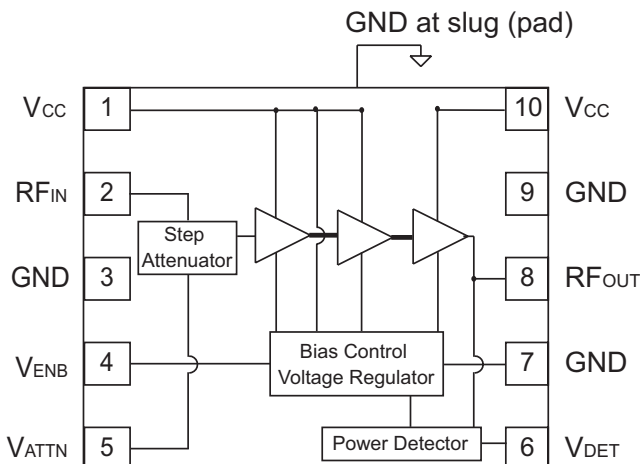 GND at slug (pad)
VCC 1
10 VCC
RFIN 2
9 GND
Step
Attenuator
GND 3
8 RFOUT
VENB 4
Bias Control
Voltage Regulator
7 GND
VATTN 5
Power Detector
6 VDET